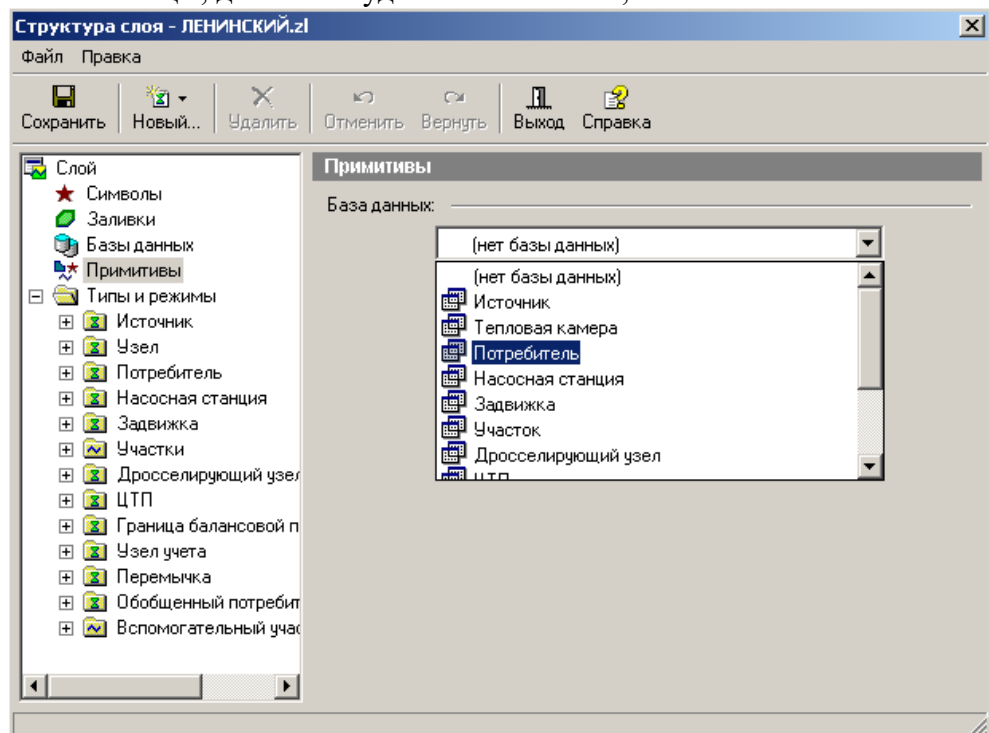 Структура слоя - ЛЕНИНСКИЙ.zl
Файл Правка
Сохранить Новый... Удалить Отменить Вернуть Выход Справка
Слой
Символы
Заливки
Базы данных
Примитивы
Типы и режимы
Источник
Узел
Потребитель
Насосная станция
Задвижка
Участки
Дросселирующий узел
ЦТП
Граница балансовой п
Узел учета
Перемычка
Обобщенный потребит
Вспомогательный учас
Примитивы
База данных:
(нет базы данных)
(нет базы данных)
Источник
Тепловая камера
Потребитель
Насосная станция
Задвижка
Участок
Дросселирующий узел
ЦТП